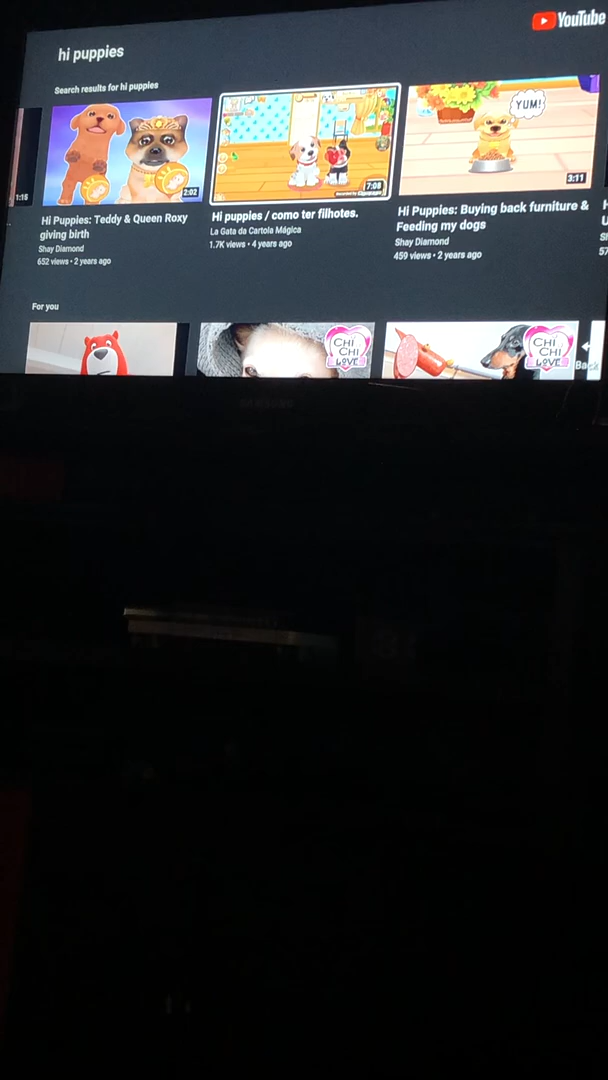 YouTube
hi puppies
Search results for hi puppies
1:15
2:02
7:08
YUM!
3:11
Hi Puppies: Teddy & Queen Roxy
giving birth
Shay Diamond
652 views • 2 years ago
Hi puppies / como ter filhotes.
La Gata da Cartola Mágica
1.7K views • 4 years ago
Hi Puppies: Buying back furniture &
Feeding my dogs
Shay Diamond
459 views • 2 years ago
For you
CHI
CHI
LOVE
CHI
CHI
LOVE
Back